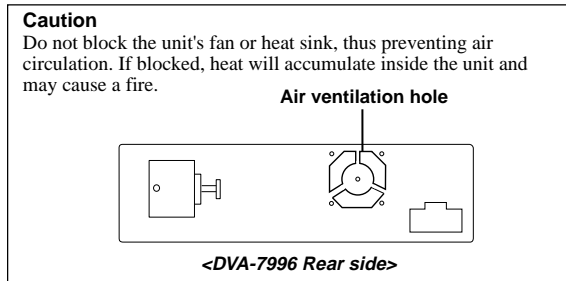 Caution
Do not block the unit's fan or heat sink, thus preventing air
circulation. If blocked, heat will accumulate inside the unit and
may cause a fire.
Air ventilation hole
<DVA-7996 Rear side>